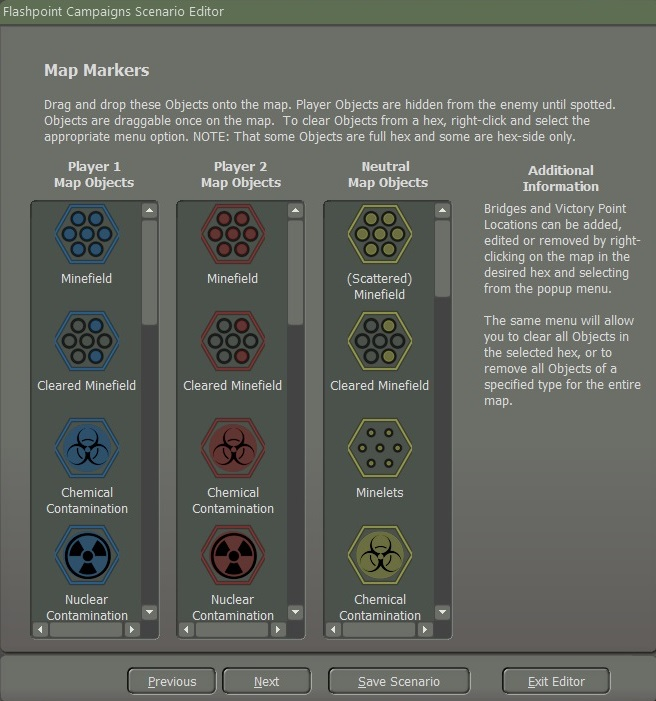 Flashpoint Campaigns Scenario Editor
Map Markers
Drag and drop these Objects onto the map. Player Objects are hidden from the enemy until spotted.
Objects are draggable once on the map.  To clear Objects from a hex, right-click and select the
appropriate menu option. NOTE: That some Objects are full hex and some are hex-side only.
Player 1
Map Objects
Minefield
Cleared Minefield
Chemical
Contamination
Nuclear
Contamination
Player 2
Map Objects
Minefield
Cleared Minefield
Chemical
Contamination
Nuclear
Contamination
Neutral
Map Objects
(Scattered)
Minefield
Cleared Minefield
Minelets
Chemical
Contamination
Additional
Information
Bridges and Victory Point
Locations can be added,
edited or removed by right-
clicking on the map in the
desired hex and selecting
from the popup menu.
The same menu will allow
you to clear all Objects in
the selected hex, or to
remove all Objects of a
specified type for the entire
map.
Previous
Next
Save Scenario
Exit Editor